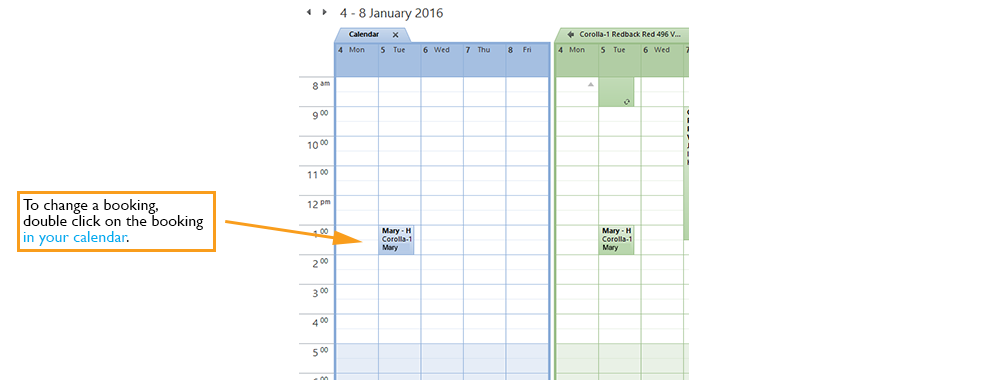 4 - 8 January 2016
Calendar
Corolla-1 Redback Red 496 V...
4 Mon 5 Tue 6 Wed 7 Thu 8 Fri
4 Mon 5 Tue 6 Wed 7
8 am
9 00
10 00
11 00
12 pm
To change a booking,
double click on the booking
in your calendar.
1 00
Mary - H
Corolla-1
Mary
Mary - H
Corolla-1
Mary
2 00
3 00
4 00
5 00